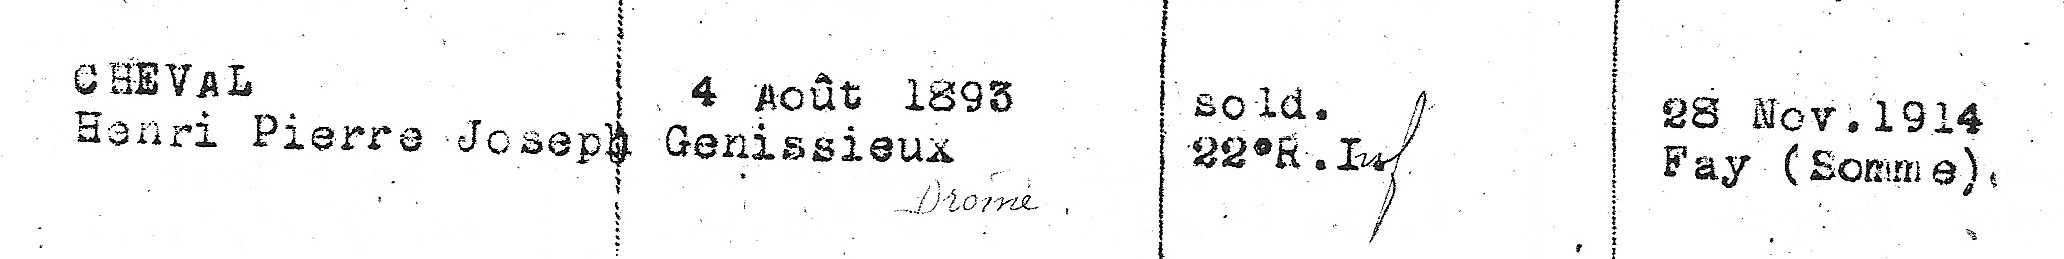 CHEVAL
Henri Pierre Joseph
4 Août 1893
Genissieux
Drôme
sold.
22°R.Inf
28 Nov.1914
Fay (Somme).